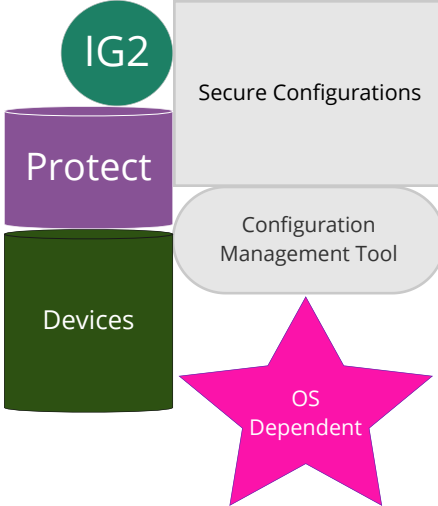 IG2
Secure Configurations
Protect
Configuration
Management Tool
Devices
OS
Dependent